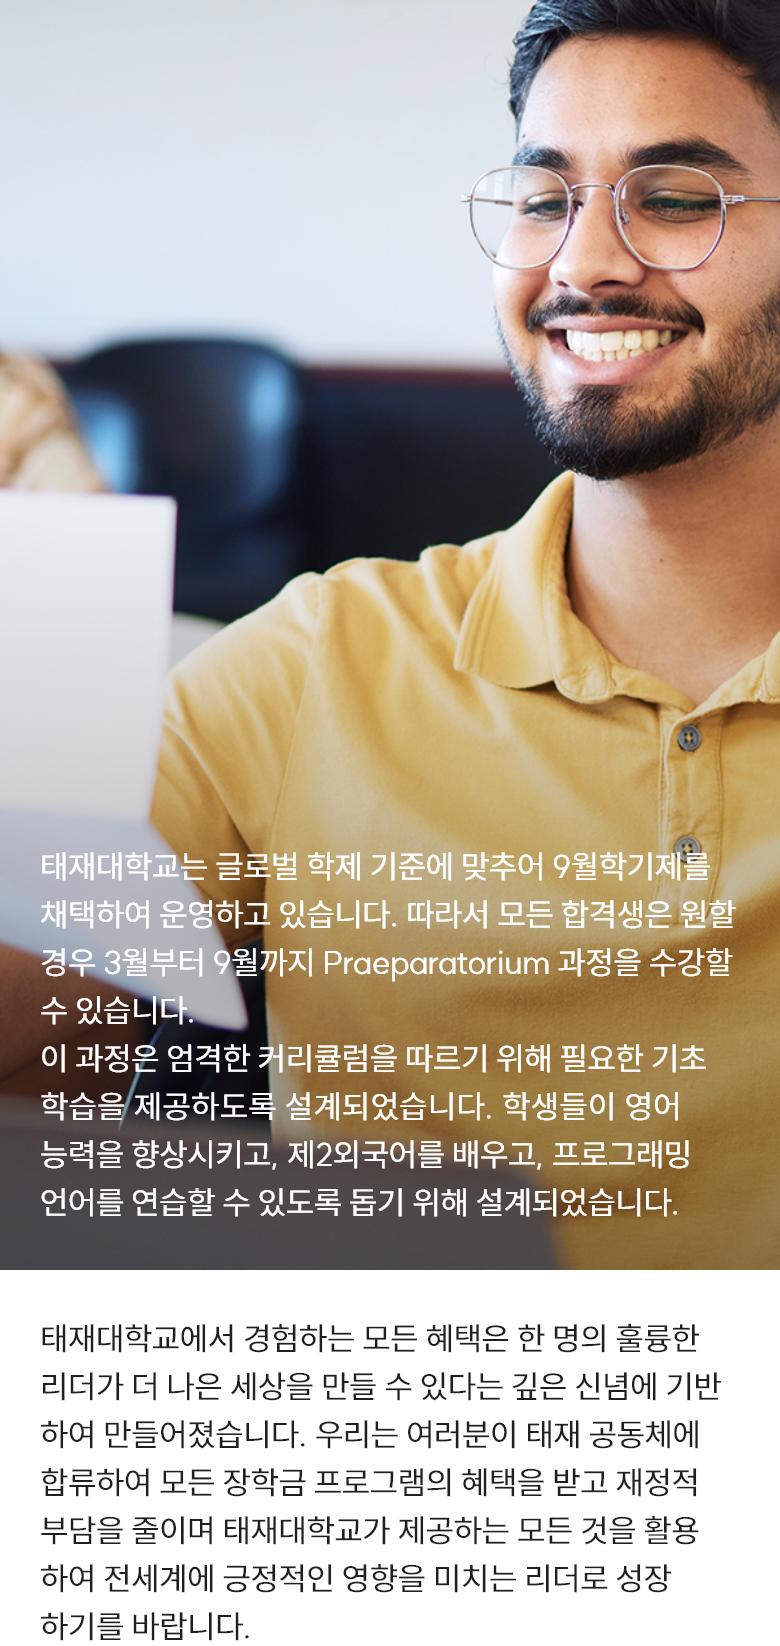 태재대학교는 글로벌 학제 기준에 맞추어 9월학기제를
채택하여 운영하고 있습니다. 따라서 모든 합격생은 원할
경우 3월부터 9월까지 Praeparatorium 과정을 수강할
수 있습니다.
이 과정은 엄격한 커리큘럼을 따르기 위해 필요한 기초
학습을 제공하도록 설계되었습니다. 학생들이 영어
능력을 향상시키고, 제2외국어를 배우고, 프로그래밍
언어를 연습할 수 있도록 돕기 위해 설계되었습니다.
태재대학교에서 경험하는 모든 혜택은 한 명의 훌륭한
리더가 더 나은 세상을 만들 수 있다는 깊은 신념에 기반
하여 만들어졌습니다. 우리는 여러분이 태재 공동체에
합류하여 모든 장학금 프로그램의 혜택을 받고 재정적
부담을 줄이며 태재대학교가 제공하는 모든 것을 활용
하여 전세계에 긍정적인 영향을 미치는 리더로 성장
하기를 바랍니다.